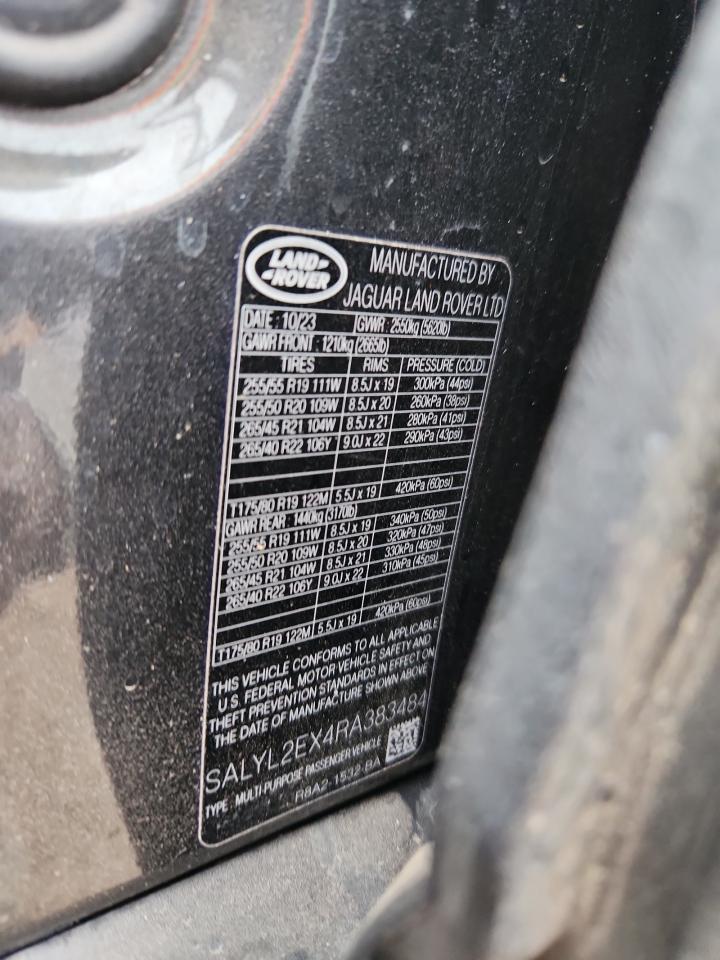 LAND-
-ROVER
MANUFACTURED BY
JAGUAR LAND ROVER LTD
DATE : 10/23 GVWR : 2550kg (5620lb)
GAWR FRONT : 1210kg (2665lb)
TIRES RIMS PRESSURE (COLD)
255/55 R19 111W 8.5J x 19 300kPa (44psi)
255/50 R20 109W 8.5J x 20 260kPa (38psi)
265/45 R21 104W 8.5J x 21 280kPa (41psi)
265/40 R22 106Y 9.0J x 22 290kPa (43psi)
T175/80 R19 122M 5.5J x 19 420kPa (60psi)
GAWR REAR : 1440kg (3170lb)
255/55 R19 111W 8.5J x 19 340kPa (50psi)
255/50 R20 109W 8.5J x 20 320kPa (47psi)
265/45 R21 104W 8.5J x 21 330kPa (48psi)
265/40 R22 106Y 9.0J x 22 310kPa (45psi)
T175/80 R19 122M 5.5J x 19 420kPa (60psi)
THIS VEHICLE CONFORMS TO ALL APPLICABLE
U.S. FEDERAL MOTOR VEHICLE SAFETY AND
THEFT PREVENTION STANDARDS IN EFFECT ON
THE DATE OF MANUFACTURE SHOWN ABOVE
SALYL2EX4RA383484
TYPE : MULTI-PURPOSE PASSENGER VEHICLE
R8A2-1532-BA